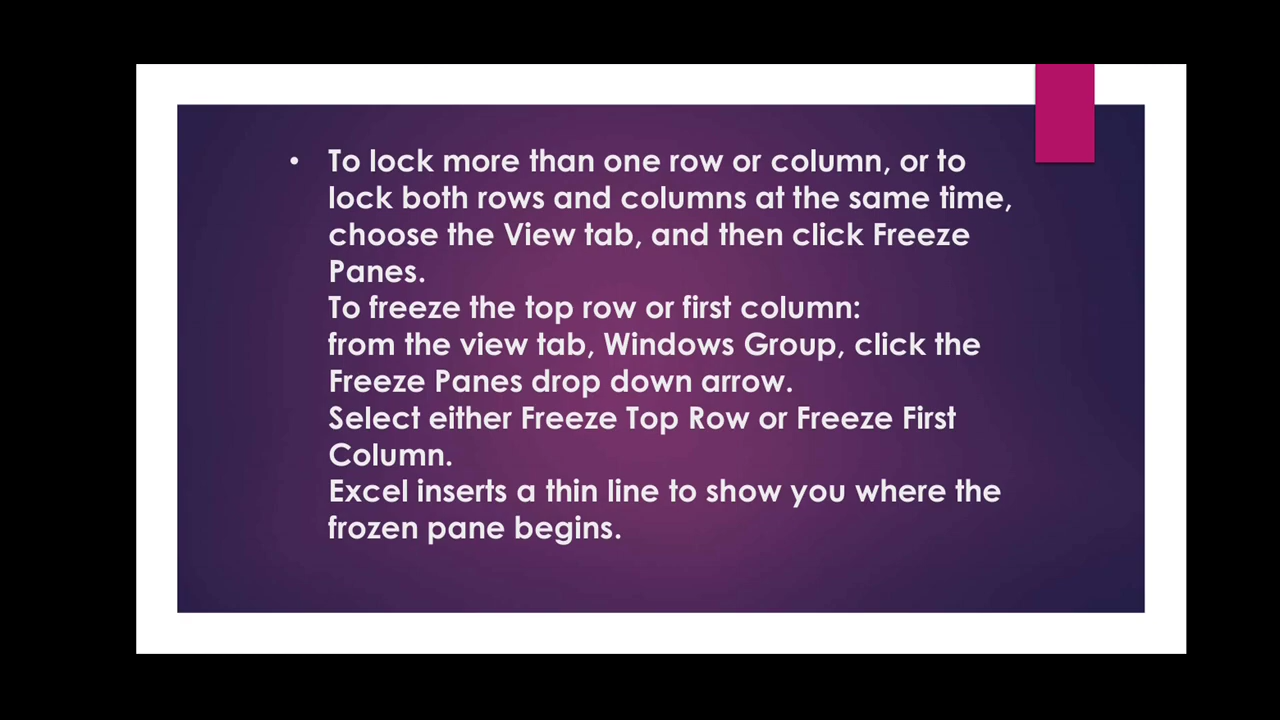 • To lock more than one row or column, or to
lock both rows and columns at the same time,
choose the View tab, and then click Freeze
Panes.
To freeze the top row or first column:
from the view tab, Windows Group, click the
Freeze Panes drop down arrow.
Select either Freeze Top Row or Freeze First
Column.
Excel inserts a thin line to show you where the
frozen pane begins.